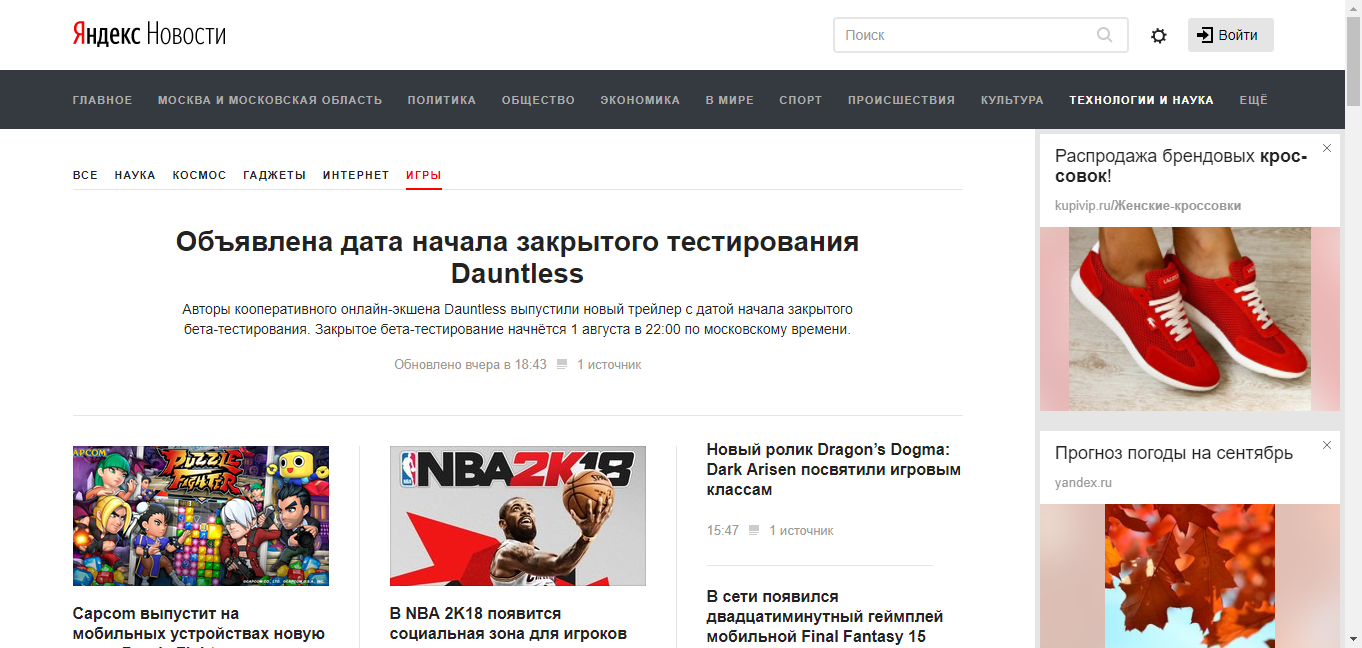 Яндекс Новости
Поиск
Войти
ГЛАВНОЕ МОСКВА И МОСКОВСКАЯ ОБЛАСТЬ ПОЛИТИКА ОБЩЕСТВО ЭКОНОМИКА В МИРЕ СПОРТ ПРОИСШЕСТВИЯ КУЛЬТУРА ТЕХНОЛОГИИ И НАУКА ЕЩЁ
ВСЕ НАУКА КОСМОС ГАДЖЕТЫ ИНТЕРНЕТ ИГРЫ
Объявлена дата начала закрытого тестирования
Dauntless
Авторы кооперативного онлайн-экшена Dauntless выпустили новый трейлер с датой начала закрытого
бета-тестирования. Закрытое бета-тестирование начнётся 1 августа в 22:00 по московскому времени.
Обновлено вчера в 18:43 1 источник
CAPCOM
PUZZLE
FIGHTER
Capcom выпустит на
мобильных устройствах новую
NBA 2K18
В NBA 2K18 появится
социальная зона для игроков
Новый ролик Dragon’s Dogma:
Dark Arisen посвятили игровым
классам
15:47 1 источник
В сети появился
двадцатиминутный геймплей
мобильной Final Fantasy 15
Распродажа брендовых крос-
совок!
kupivip.ru/Женские-кроссовки
Прогноз погоды на сентябрь
yandex.ru